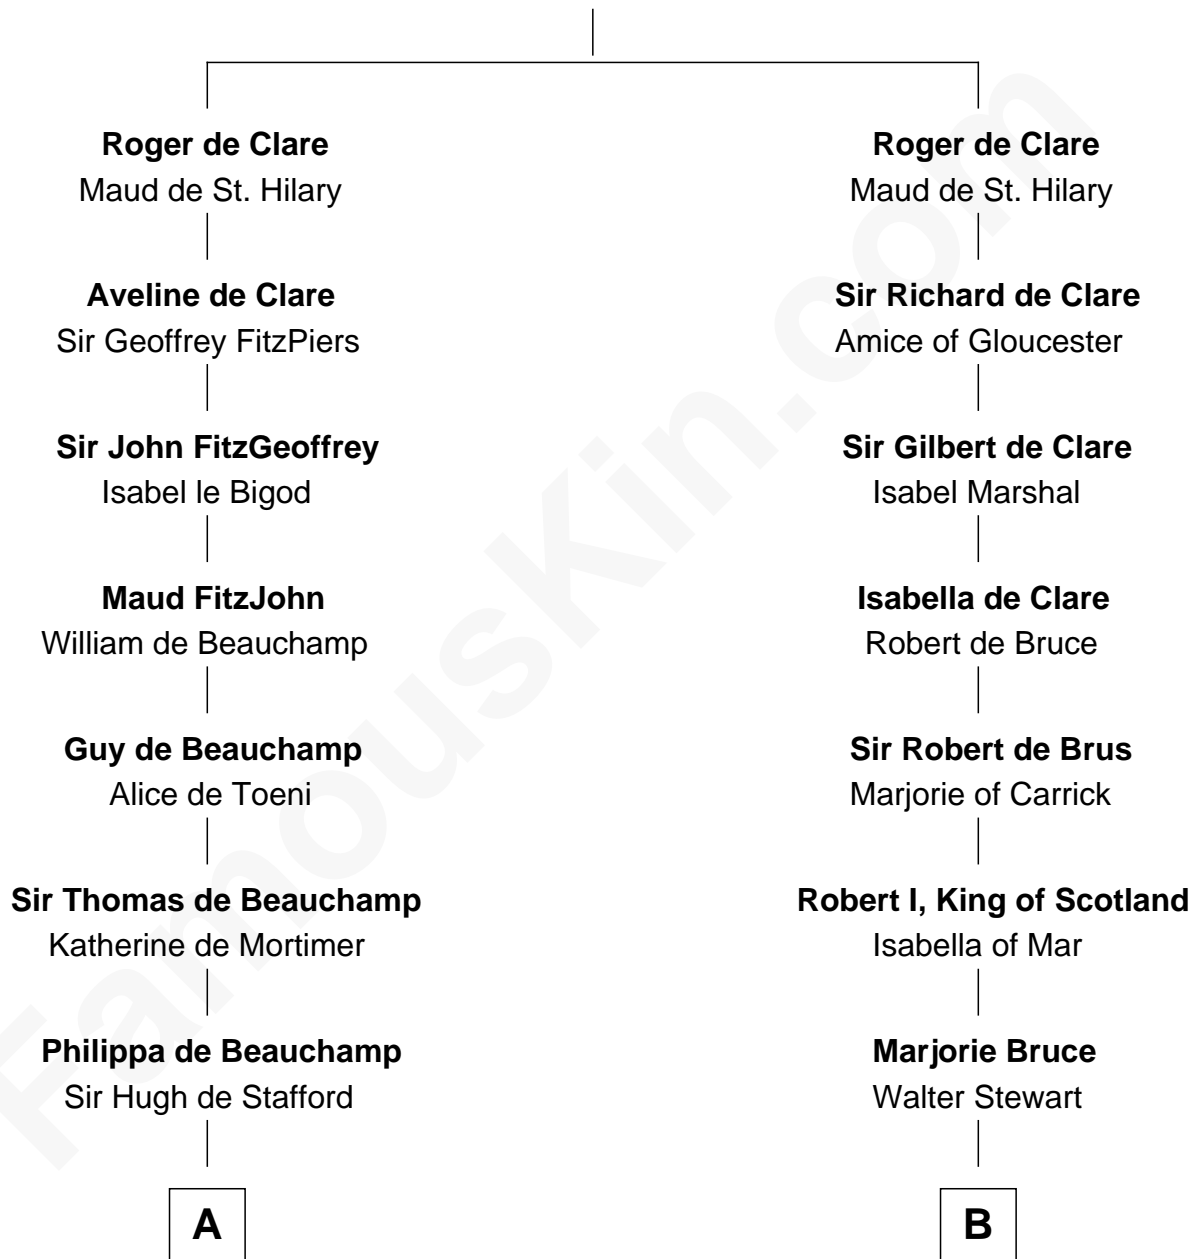 Roger de Clare
Maud de St. Hilary
Aveline de Clare
Sir Geoffrey FitzPiers
Sir John FitzGeoffrey
Isabel le Bigod
Maud FitzJohn
William de Beauchamp
Guy de Beauchamp
Alice de Toeni
Sir Thomas de Beauchamp
Katherine de Mortimer
Philippa de Beauchamp
Sir Hugh de Stafford
A
Roger de Clare
Maud de St. Hilary
Sir Richard de Clare
Amice of Gloucester
Sir Gilbert de Clare
Isabel Marshal
Isabella de Clare
Robert de Bruce
Sir Robert de Brus
Marjorie of Carrick
Robert I, King of Scotland
Isabella of Mar
Marjorie Bruce
Walter Stewart
B
FamousKin.com